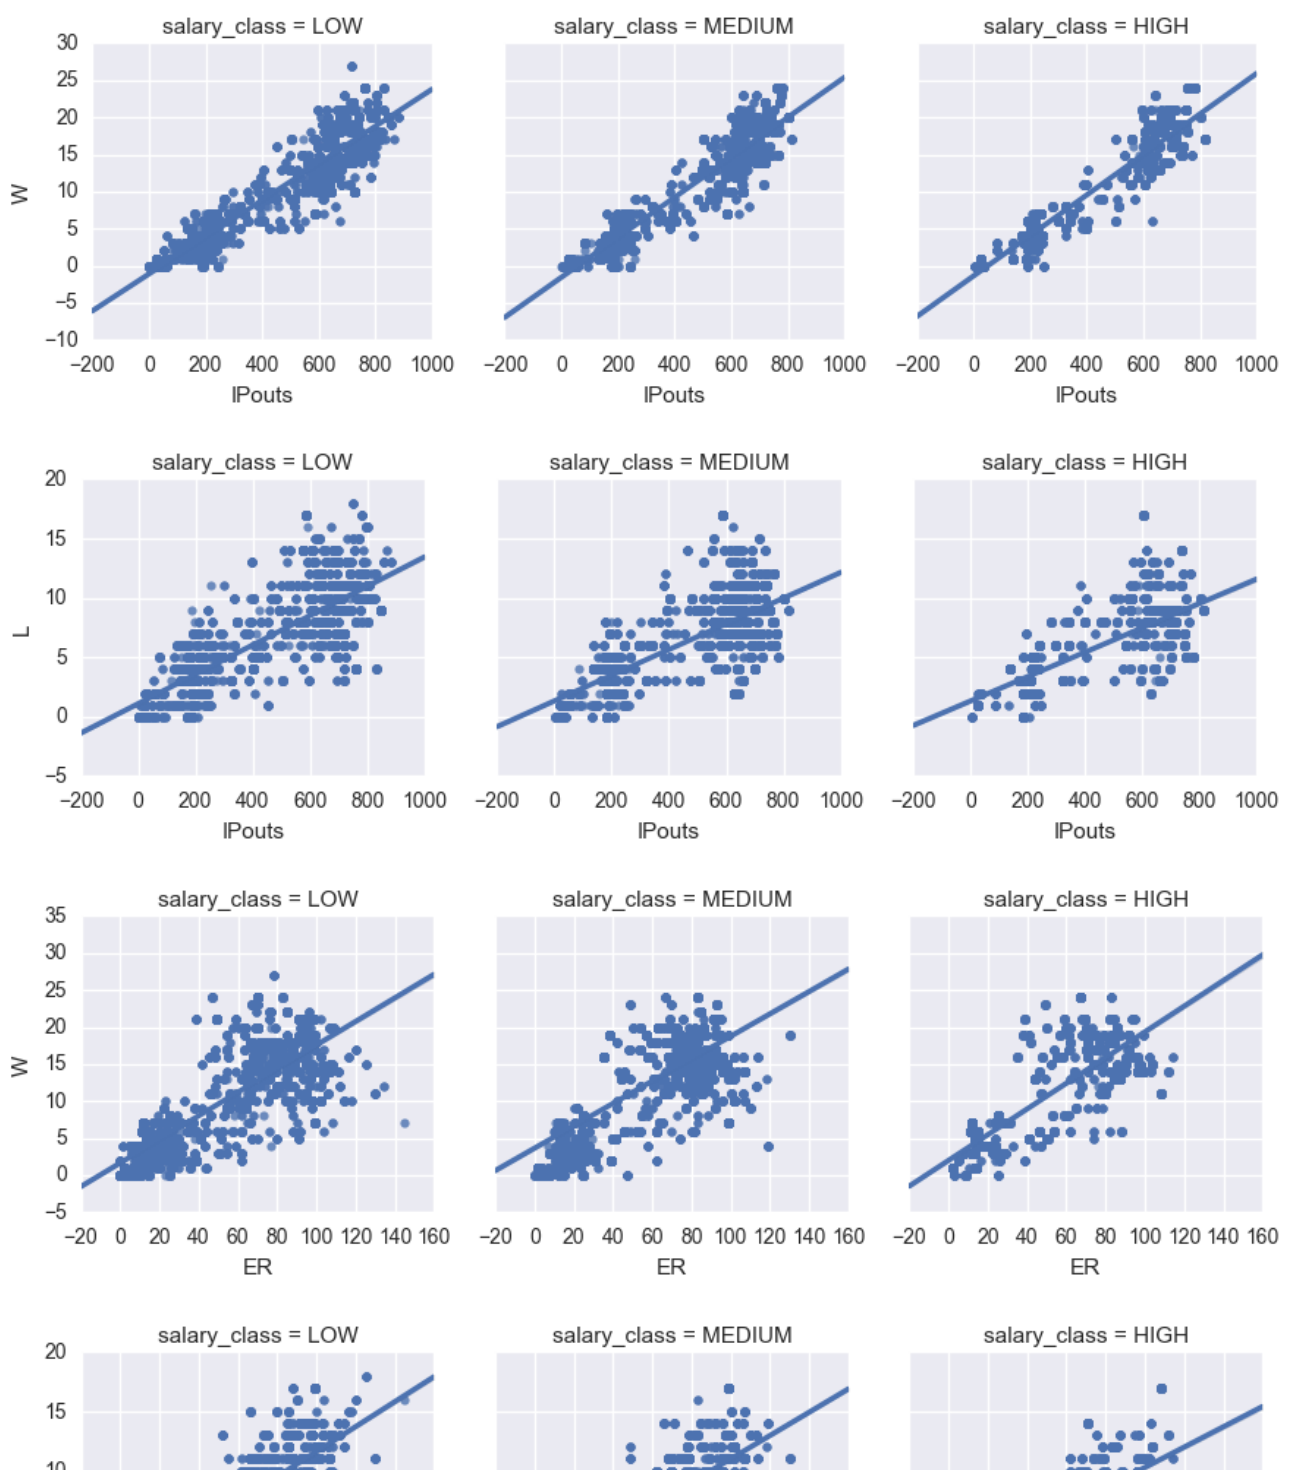 salary_class = LOW salary_class = MEDIUM salary_class = HIGH
30
25
20
15
10
5
0
−5
−10
W
−200 0 200 400 600 800 1000 −200 0 200 400 600 800 1000 −200 0 200 400 600 800 1000
IPouts IPouts IPouts
salary_class = LOW salary_class = MEDIUM salary_class = HIGH
20
15
10
5
0
−5
L
−200 0 200 400 600 800 1000 −200 0 200 400 600 800 1000 −200 0 200 400 600 800 1000
IPouts IPouts IPouts
salary_class = LOW salary_class = MEDIUM salary_class = HIGH
35
30
25
20
15
10
5
0
−5
W
−20 0 20 40 60 80 100 120 140 160 −20 0 20 40 60 80 100 120 140 160 −20 0 20 40 60 80 100 120 140 160
ER ER ER
salary_class = LOW salary_class = MEDIUM salary_class = HIGH
20
15
10